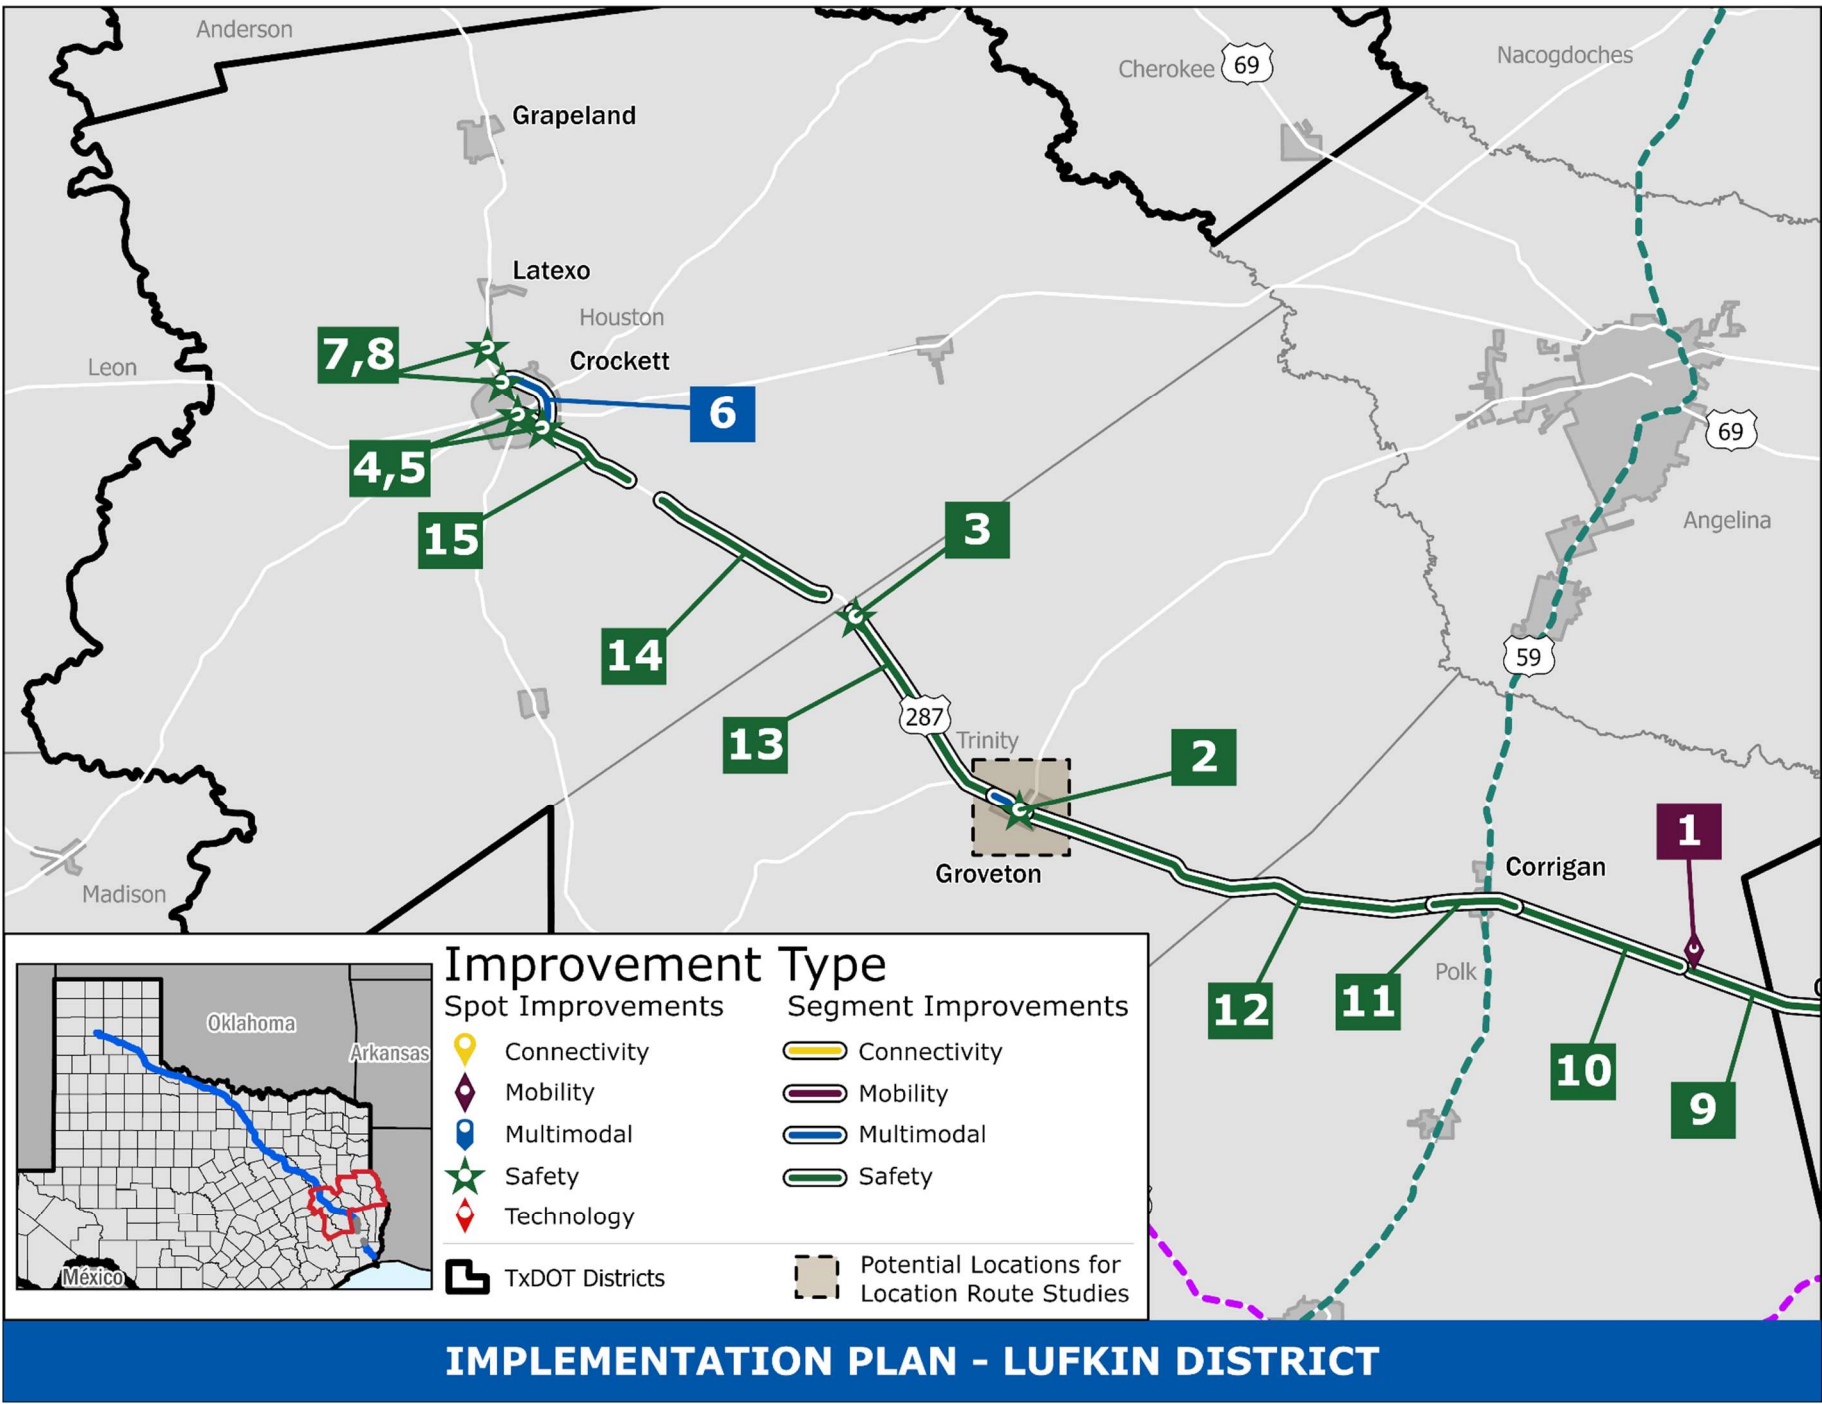 Anderson
Cherokee
69
Nacogdoches
Grapeland
Latexo
Houston
7,8
Crockett
Leon
6
69
4,5
15
3
Angelina
14
59
287
13
Trinity
2
1
Groveton
Corrigan
Madison
Polk
12
11
10
9
Improvement Type
Spot Improvements
Connectivity
Mobility
Multimodal
Safety
Technology
Segment Improvements
Connectivity
Mobility
Multimodal
Safety
TxDOT Districts
Potential Locations for
Location Route Studies
Oklahoma
Arkansas
México
IMPLEMENTATION PLAN - LUFKIN DISTRICT